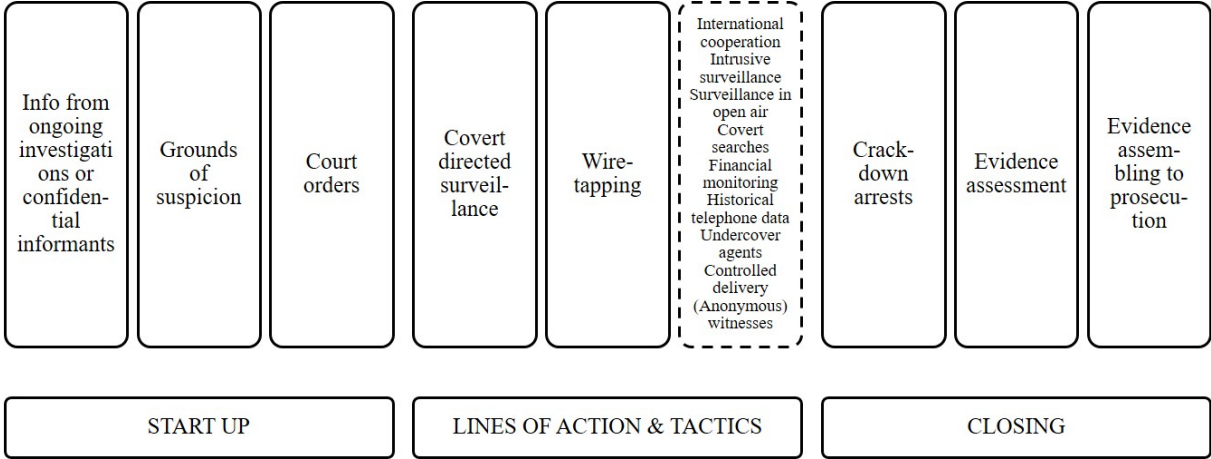 Info from
ongoing
investigati
ons or
confiden-
tial
informants
Grounds
of
suspicion
Court
orders
Covert
directed
surveil-
lance
Wire-
tapping
International
cooperation
Intrusive
surveillance
Surveillance in
open air
Covert
searches
Financial
monitoring
Historical
telephone data
Undercover
agents
Controlled
delivery
(Anonymous)
witnesses
Crack-
down
arrests
Evidence
assessment
Evidence
assem-
bling to
prosecu-
tion
START UP
LINES OF ACTION & TACTICS
CLOSING